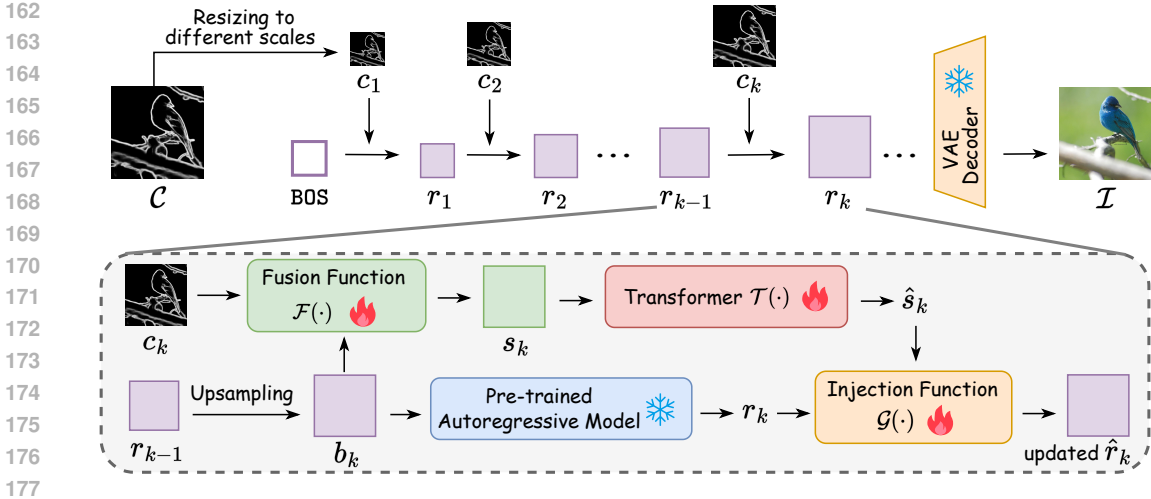 162
163
164
165
166
167
168
169
170
171
172
173
174
175
176
177
Resizing to
different scales
c₁
c₂
cₖ
𝒞
BOS
r₁
r₂
...
rₖ₋₁
rₖ
...
VAE
Decoder
ℐ
cₖ
Fusion Function
ℱ(·)
sₖ
Transformer 𝒯(·)
ŝₖ
rₖ₋₁
Upsampling
bₖ
Pre-trained
Autoregressive Model
rₖ
Injection Function
𝒢(·)
updated r̂ₖ